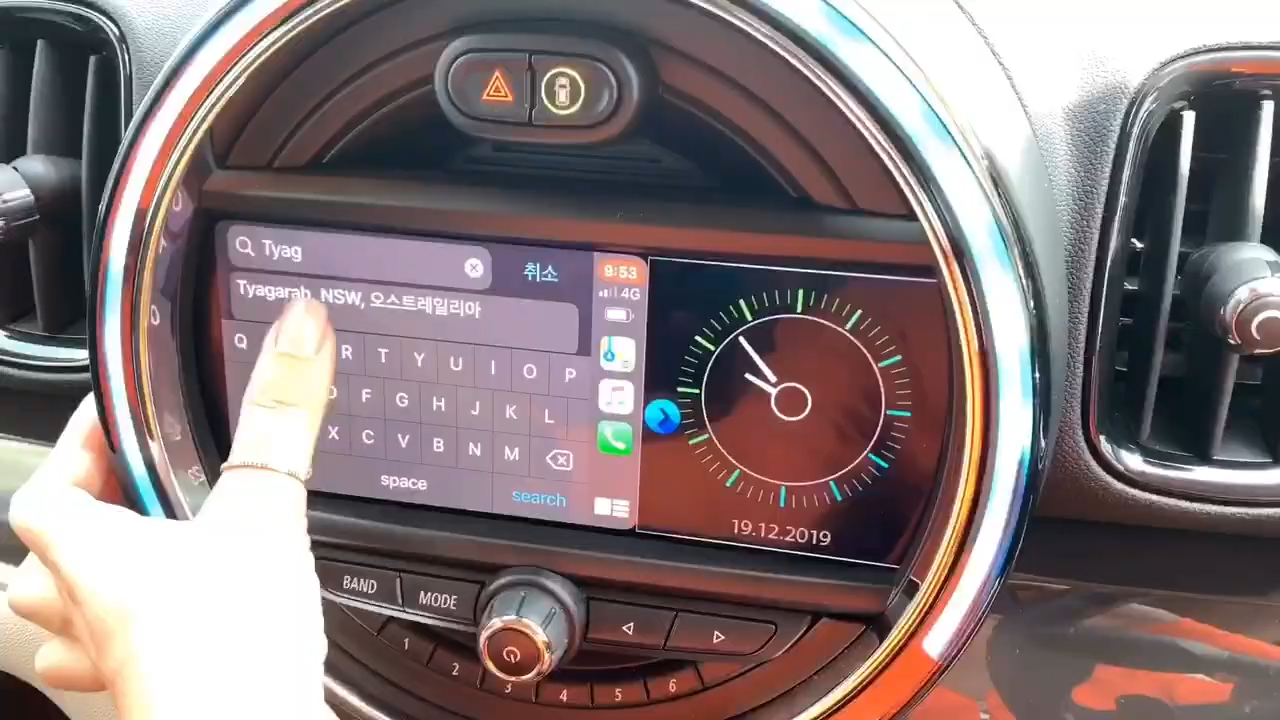 Tyag
취소
Tyagarah, NSW, 오스트레일리아
9:53
4G
Q R T Y U I O P
D F G H J K L
X C V B N M
space
search
19.12.2019
BAND
MODE
1 2 3 4 5 6